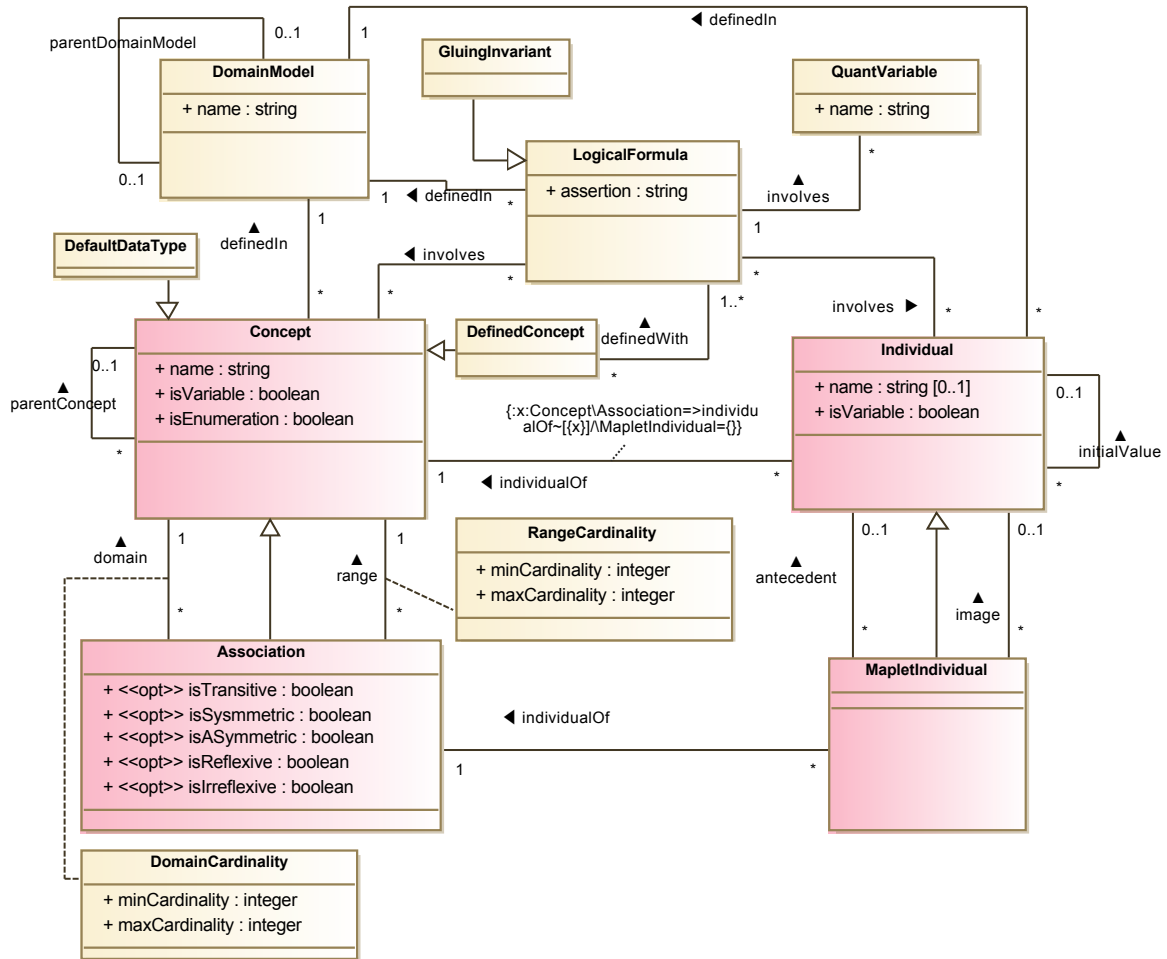 ◄ definedIn
parentDomainModel
0..1
1
DomainModel
+ name : string
0..1
GluingInvariant
QuantVariable
+ name : string
*
LogicalFormula
+ assertion : string
1
◄ definedIn
*
▲
involves
1
▲
definedIn
1
*
DefaultDataType
◄ involves
*
*
*
involves ►
*
*
1..*
▲
definedWith
*
DefinedConcept
Concept
+ name : string
+ isVariable : boolean
+ isEnumeration : boolean
0..1
▲
parentConcept
*
Individual
+ name : string [0..1]
+ isVariable : boolean
0..1
▲
initialValue
*
{:x:Concept\Association=>individu
alOf~[{x}]/\MapletIndividual={}}
1
◄ individualOf
*
▲
domain
1
*
1
▲
range
*
RangeCardinality
+ minCardinality : integer
+ maxCardinality : integer
0..1
▲
antecedent
*
0..1
▲
image
*
Association
+ <<opt>> isTransitive : boolean
+ <<opt>> isSysmmetric : boolean
+ <<opt>> isASymmetric : boolean
+ <<opt>> isReflexive : boolean
+ <<opt>> isIrreflexive : boolean
MapletIndividual
◄ individualOf
1
*
DomainCardinality
+ minCardinality : integer
+ maxCardinality : integer